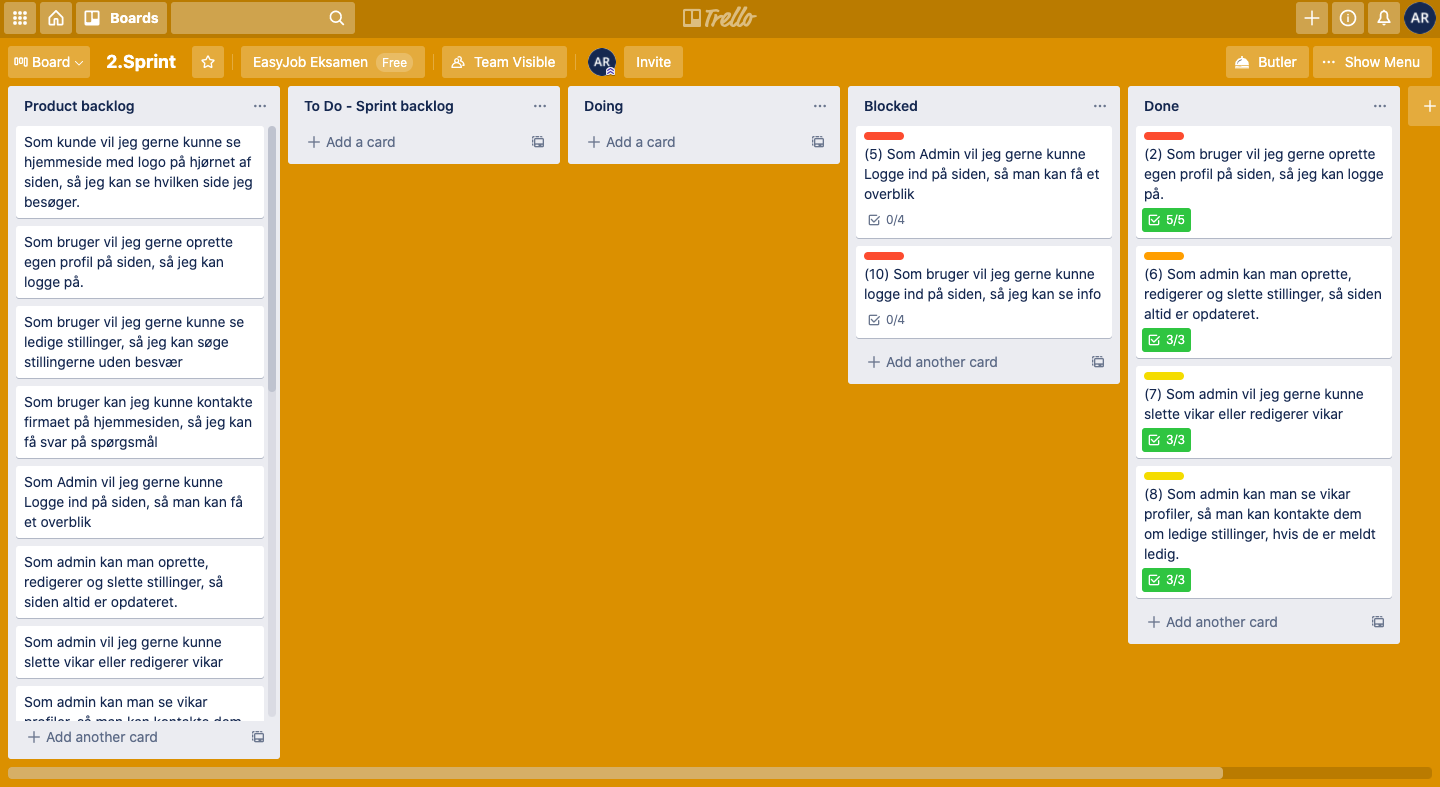 Boards
Trello
Board
2.Sprint
EasyJob Eksamen Free
Team Visible
AR
Invite
Butler
Show Menu
AR
Product backlog
Som kunde vil jeg gerne kunne se
hjemmeside med logo på hjørnet af
siden, så jeg kan se hvilken side jeg
besøger.
Som bruger vil jeg gerne oprette
egen profil på siden, så jeg kan
logge på.
Som bruger vil jeg gerne kunne se
ledige stillinger, så jeg kan søge
stillingerne uden besvær
Som bruger kan jeg kunne kontakte
firmaet på hjemmesiden, så jeg kan
få svar på spørgsmål
Som Admin vil jeg gerne kunne
Logge ind på siden, så man kan få
et overblik
Som admin kan man oprette,
redigerer og slette stillinger, så
siden altid er opdateret.
Som admin vil jeg gerne kunne
slette vikar eller redigerer vikar
Som admin kan man se vikar
profiler, så man kan kontakte dem
Add another card
To Do - Sprint backlog
Add a card
Doing
Add a card
Blocked
(5) Som Admin vil jeg gerne kunne
Logge ind på siden, så man kan få et
overblik
0/4
(10) Som bruger vil jeg gerne kunne
logge ind på siden, så jeg kan se info
0/4
Add another card
Done
(2) Som bruger vil jeg gerne oprette
egen profil på siden, så jeg kan logge
på.
5/5
(6) Som admin kan man oprette,
redigerer og slette stillinger, så siden
altid er opdateret.
3/3
(7) Som admin vil jeg gerne kunne
slette vikar eller redigerer vikar
3/3
(8) Som admin kan man se vikar
profiler, så man kan kontakte dem
om ledige stillinger, hvis de er meldt
ledig.
3/3
Add another card